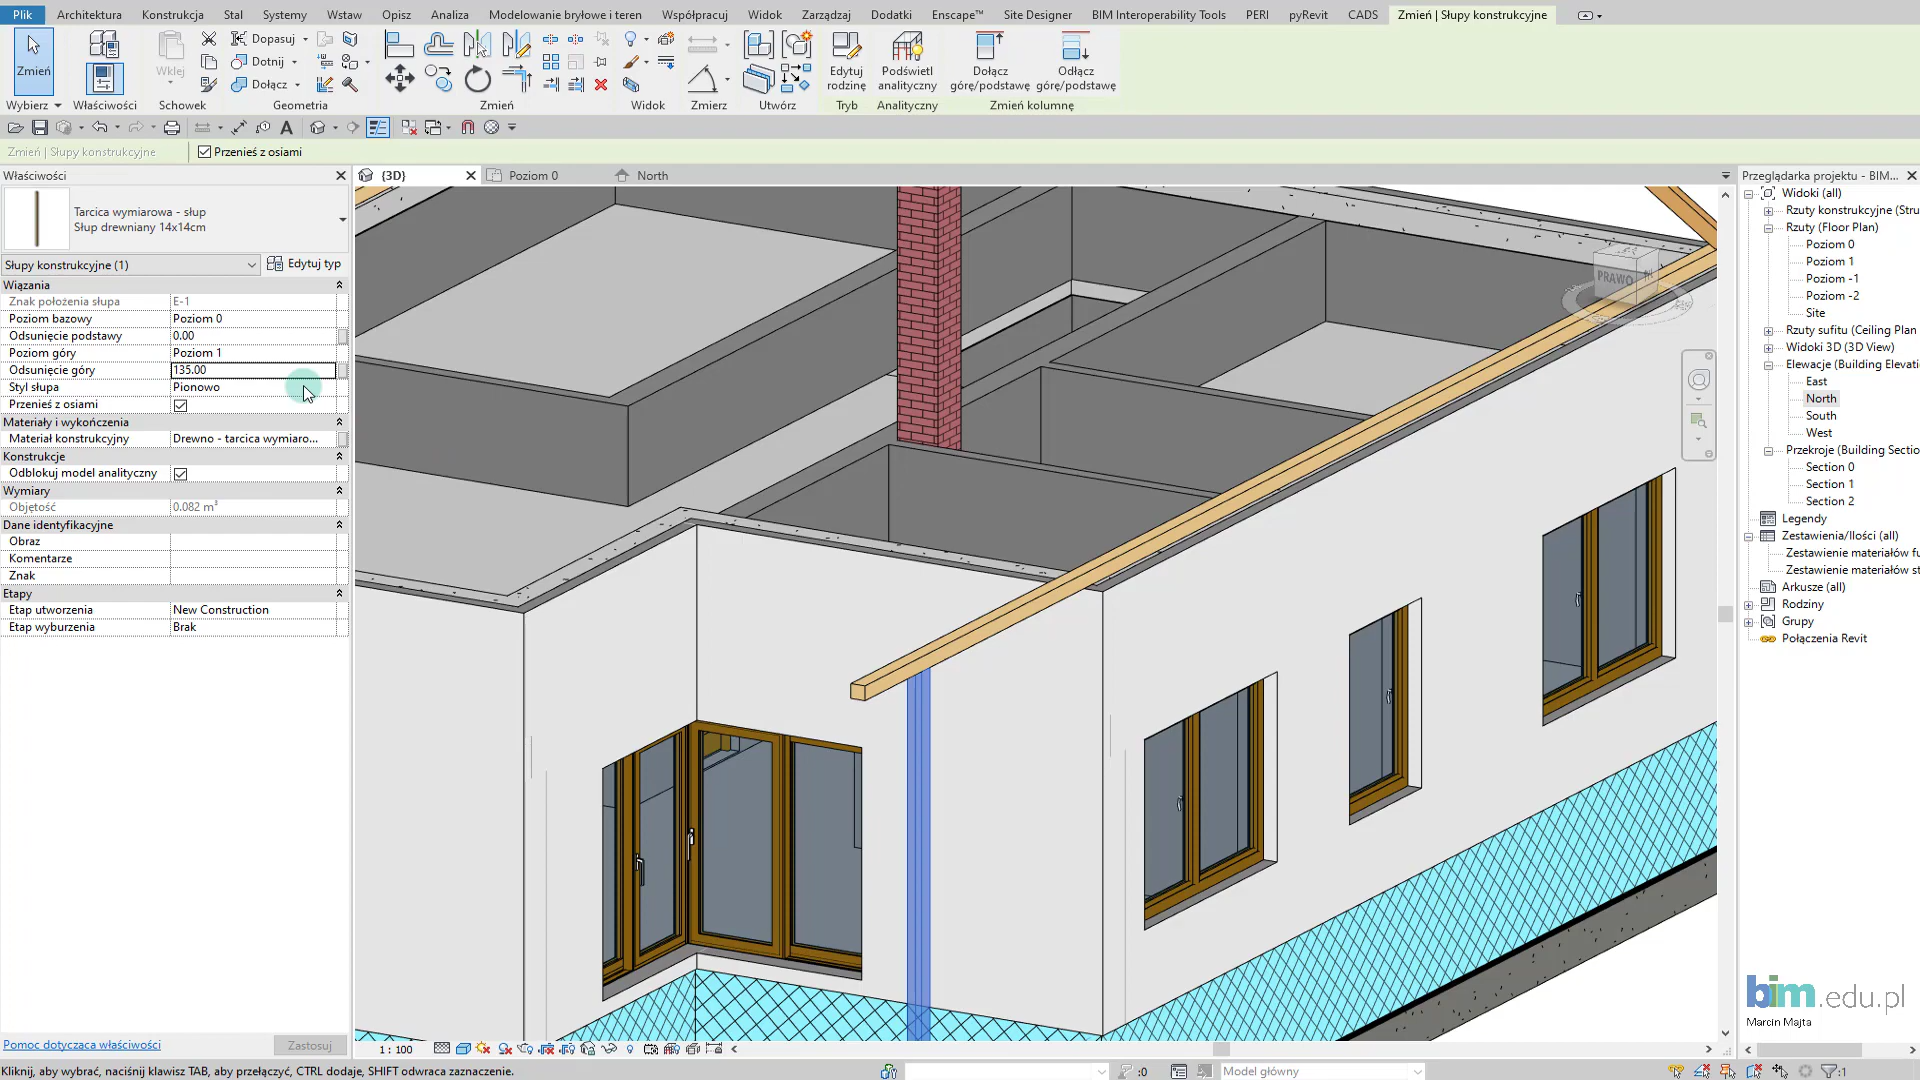 Plik Architektura Konstrukcja Stal Systemy Wstaw Opisz Analiza Modelowanie bryłowe i teren Współpracuj Widok Zarządzaj Dodatki Enscape™ Site Designer BIM Interoperability Tools PERI pyRevit CADS Zmień | Słupy konstrukcyjne
Zmień
Wklej
Dopasuj
Dotnij
Dołącz
Edytuj rodzinę
Podświetl analityczny
Dołącz górę/podstawę
Odłącz górę/podstawę
Wybierz Właściwości Schowek Geometria Zmień Widok Zmierz Utwórz Tryb Analityczny Zmień kolumnę
Zmień | Słupy konstrukcyjne Przenieś z osiami
Właściwości
Tarcica wymiarowa - słup
Słup drewniany 14x14cm
Słupy konstrukcyjne (1) Edytuj typ
Wiązania
Znak położenia słupa E-1
Poziom bazowy Poziom 0
Odsunięcie podstawy 0.00
Poziom góry Poziom 1
Odsunięcie góry 135.00
Styl słupa Pionowo
Przenieś z osiami
Materiały i wykończenia
Materiał konstrukcyjny Drewno - tarcica wymiaro...
Konstrukcje
Odblokuj model analityczny
Wymiary
Objętość 0.082 m³
Dane identyfikacyjne
Obraz
Komentarze
Znak
Etapy
Etap utworzenia New Construction
Etap wyburzenia Brak
Pomoc dotycząca właściwości Zastosuj
{3D} Poziom 0 North
PRAWO
Przeglądarka projektu - BIM...
Widoki (all)
Rzuty konstrukcyjne (Stru
Rzuty (Floor Plan)
Poziom 0
Poziom 1
Poziom -1
Poziom -2
Site
Rzuty sufitu (Ceiling Plan
Widoki 3D (3D View)
Elewacje (Building Elevati
East
North
South
West
Przekroje (Building Sectio
Section 0
Section 1
Section 2
Legendy
Zestawienia/Ilości (all)
Zestawienie materiałów fu
Zestawienie materiałów st
Arkusze (all)
Rodziny
Grupy
Połączenia Revit
bim.edu.pl
Marcin Majta
1 : 100
Kliknij, aby wybrać, naciśnij klawisz TAB, aby przełączyć, CTRL dodaje, SHIFT odwraca zaznaczenie. :0 Model główny :1